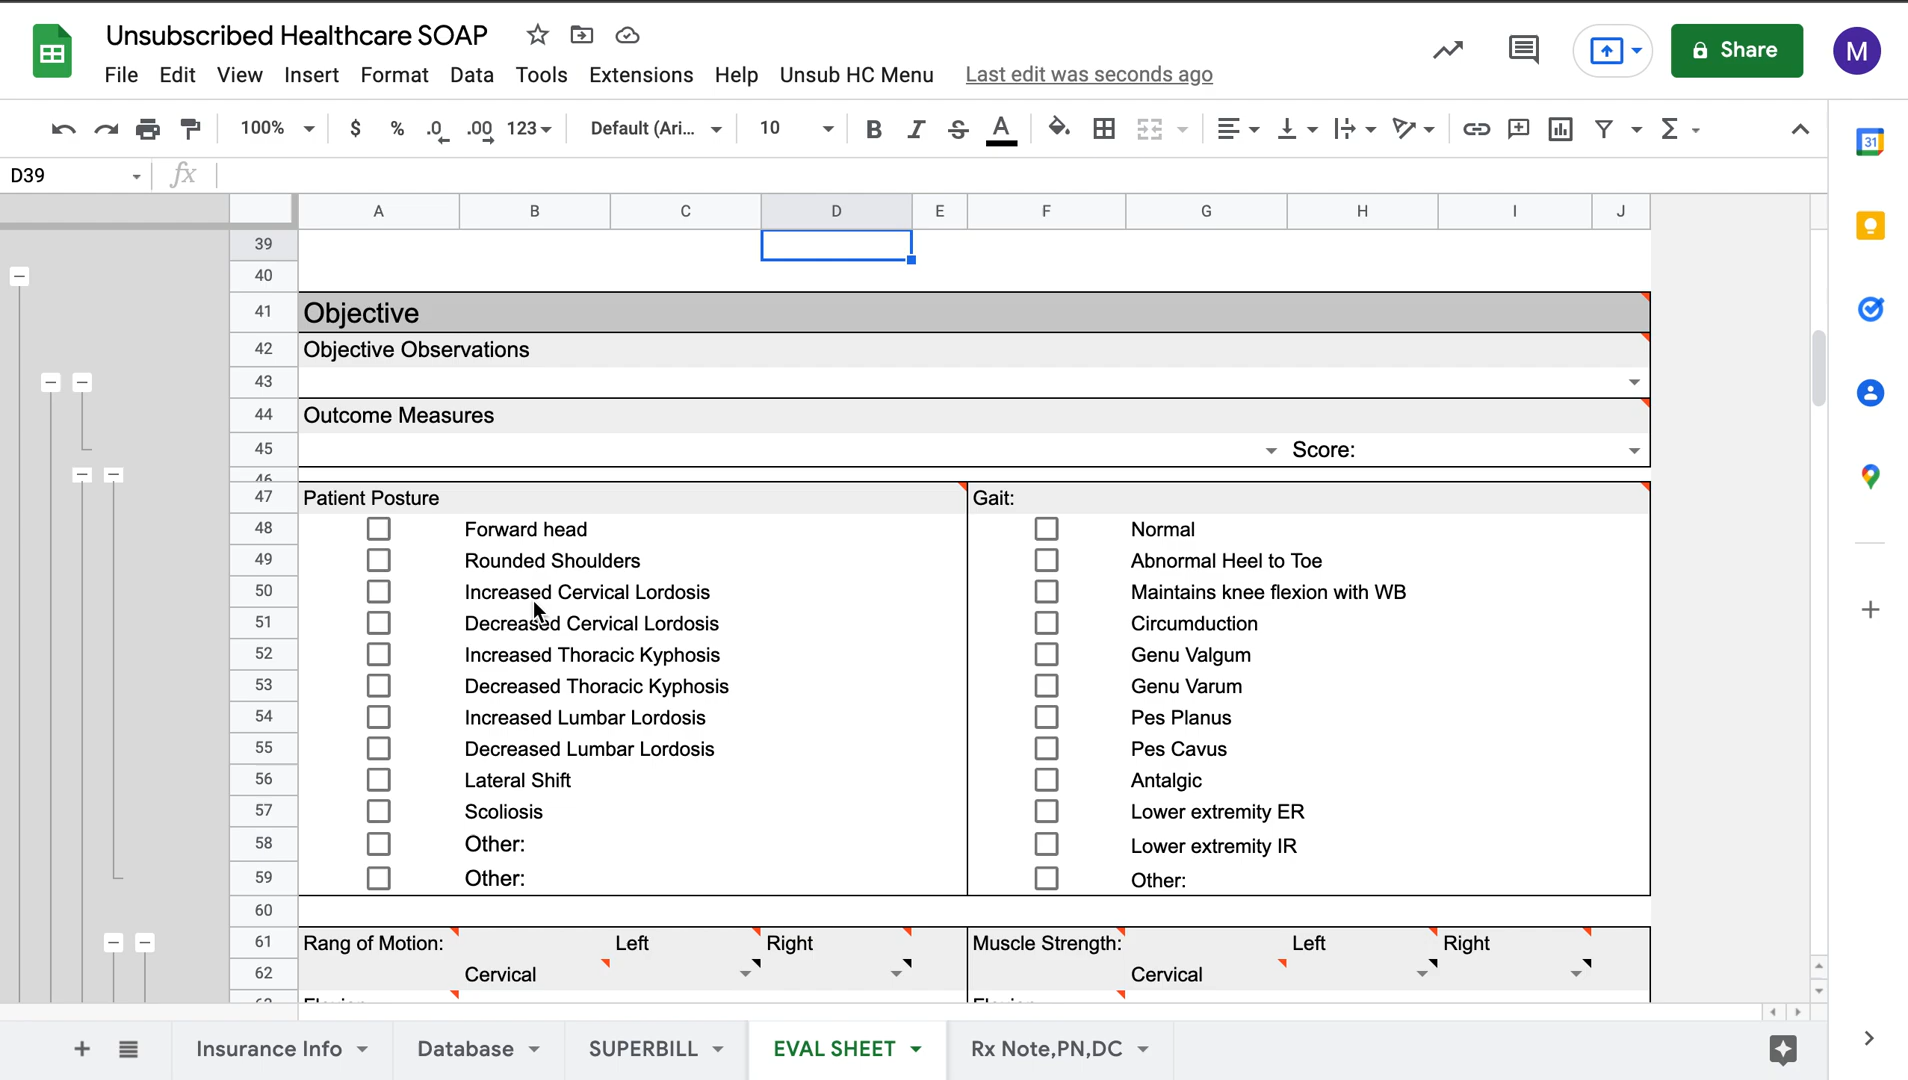 Unsubscribed Healthcare SOAP
File Edit View Insert Format Data Tools Extensions Help Unsub HC Menu Last edit was seconds ago
Share
M
100% $ % .0 .00 123 Default (Ari... 10 B I S A
31
D39 fx
A B C D E F G H I J
39
40
41 Objective
42 Objective Observations
43
44 Outcome Measures
45 Score:
46
47 Patient Posture Gait:
48 Forward head Normal
49 Rounded Shoulders Abnormal Heel to Toe
50 Increased Cervical Lordosis Maintains knee flexion with WB
51 Decreased Cervical Lordosis Circumduction
52 Increased Thoracic Kyphosis Genu Valgum
53 Decreased Thoracic Kyphosis Genu Varum
54 Increased Lumbar Lordosis Pes Planus
55 Decreased Lumbar Lordosis Pes Cavus
56 Lateral Shift Antalgic
57 Scoliosis Lower extremity ER
58 Other: Lower extremity IR
59 Other: Other:
60
61 Rang of Motion: Left Right Muscle Strength: Left Right
62 Cervical Cervical
Insurance Info Database SUPERBILL EVAL SHEET Rx Note,PN,DC